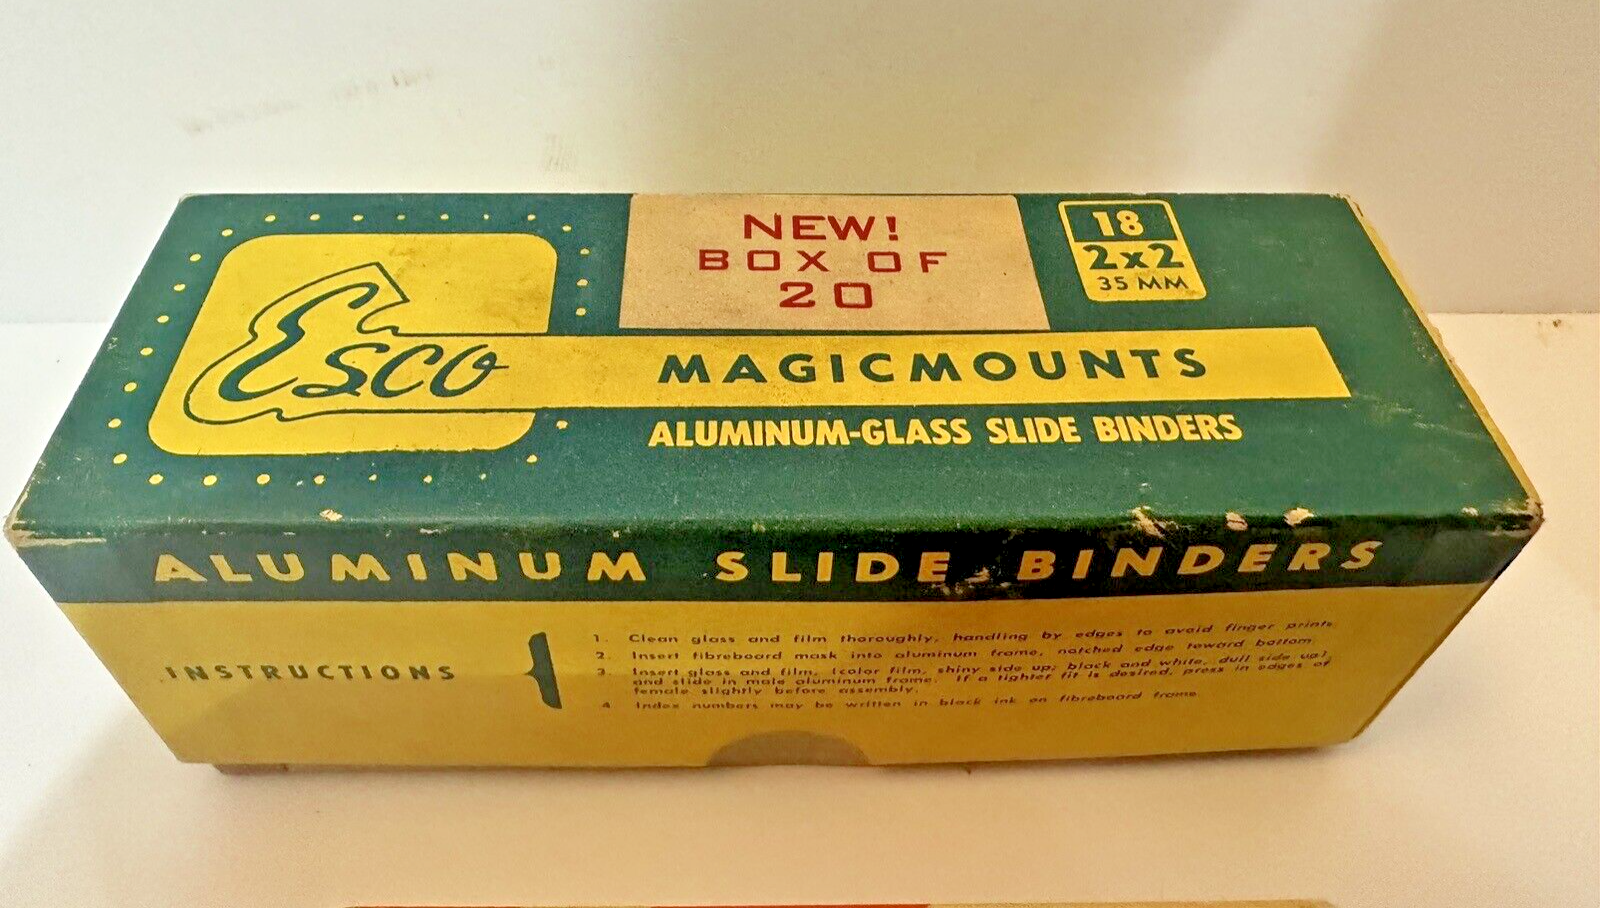 NEW!
BOX OF
20
18
2x2
35 MM
Esco
MAGICMOUNTS
ALUMINUM-GLASS SLIDE BINDERS
ALUMINUM SLIDE BINDERS
INSTRUCTIONS
1. Clean glass and film thoroughly, handling by edges to avoid finger prints
2. Insert fibreboard mask into aluminum frame, notched edge toward bottom
3. Insert glass and film, (color film, shiny side up; black and white, dull side up),
and slide in male aluminum frame. If a tighter fit is desired, press in edges of
female slightly before assembly.
4. Index numbers may be written in black ink on fibreboard frame